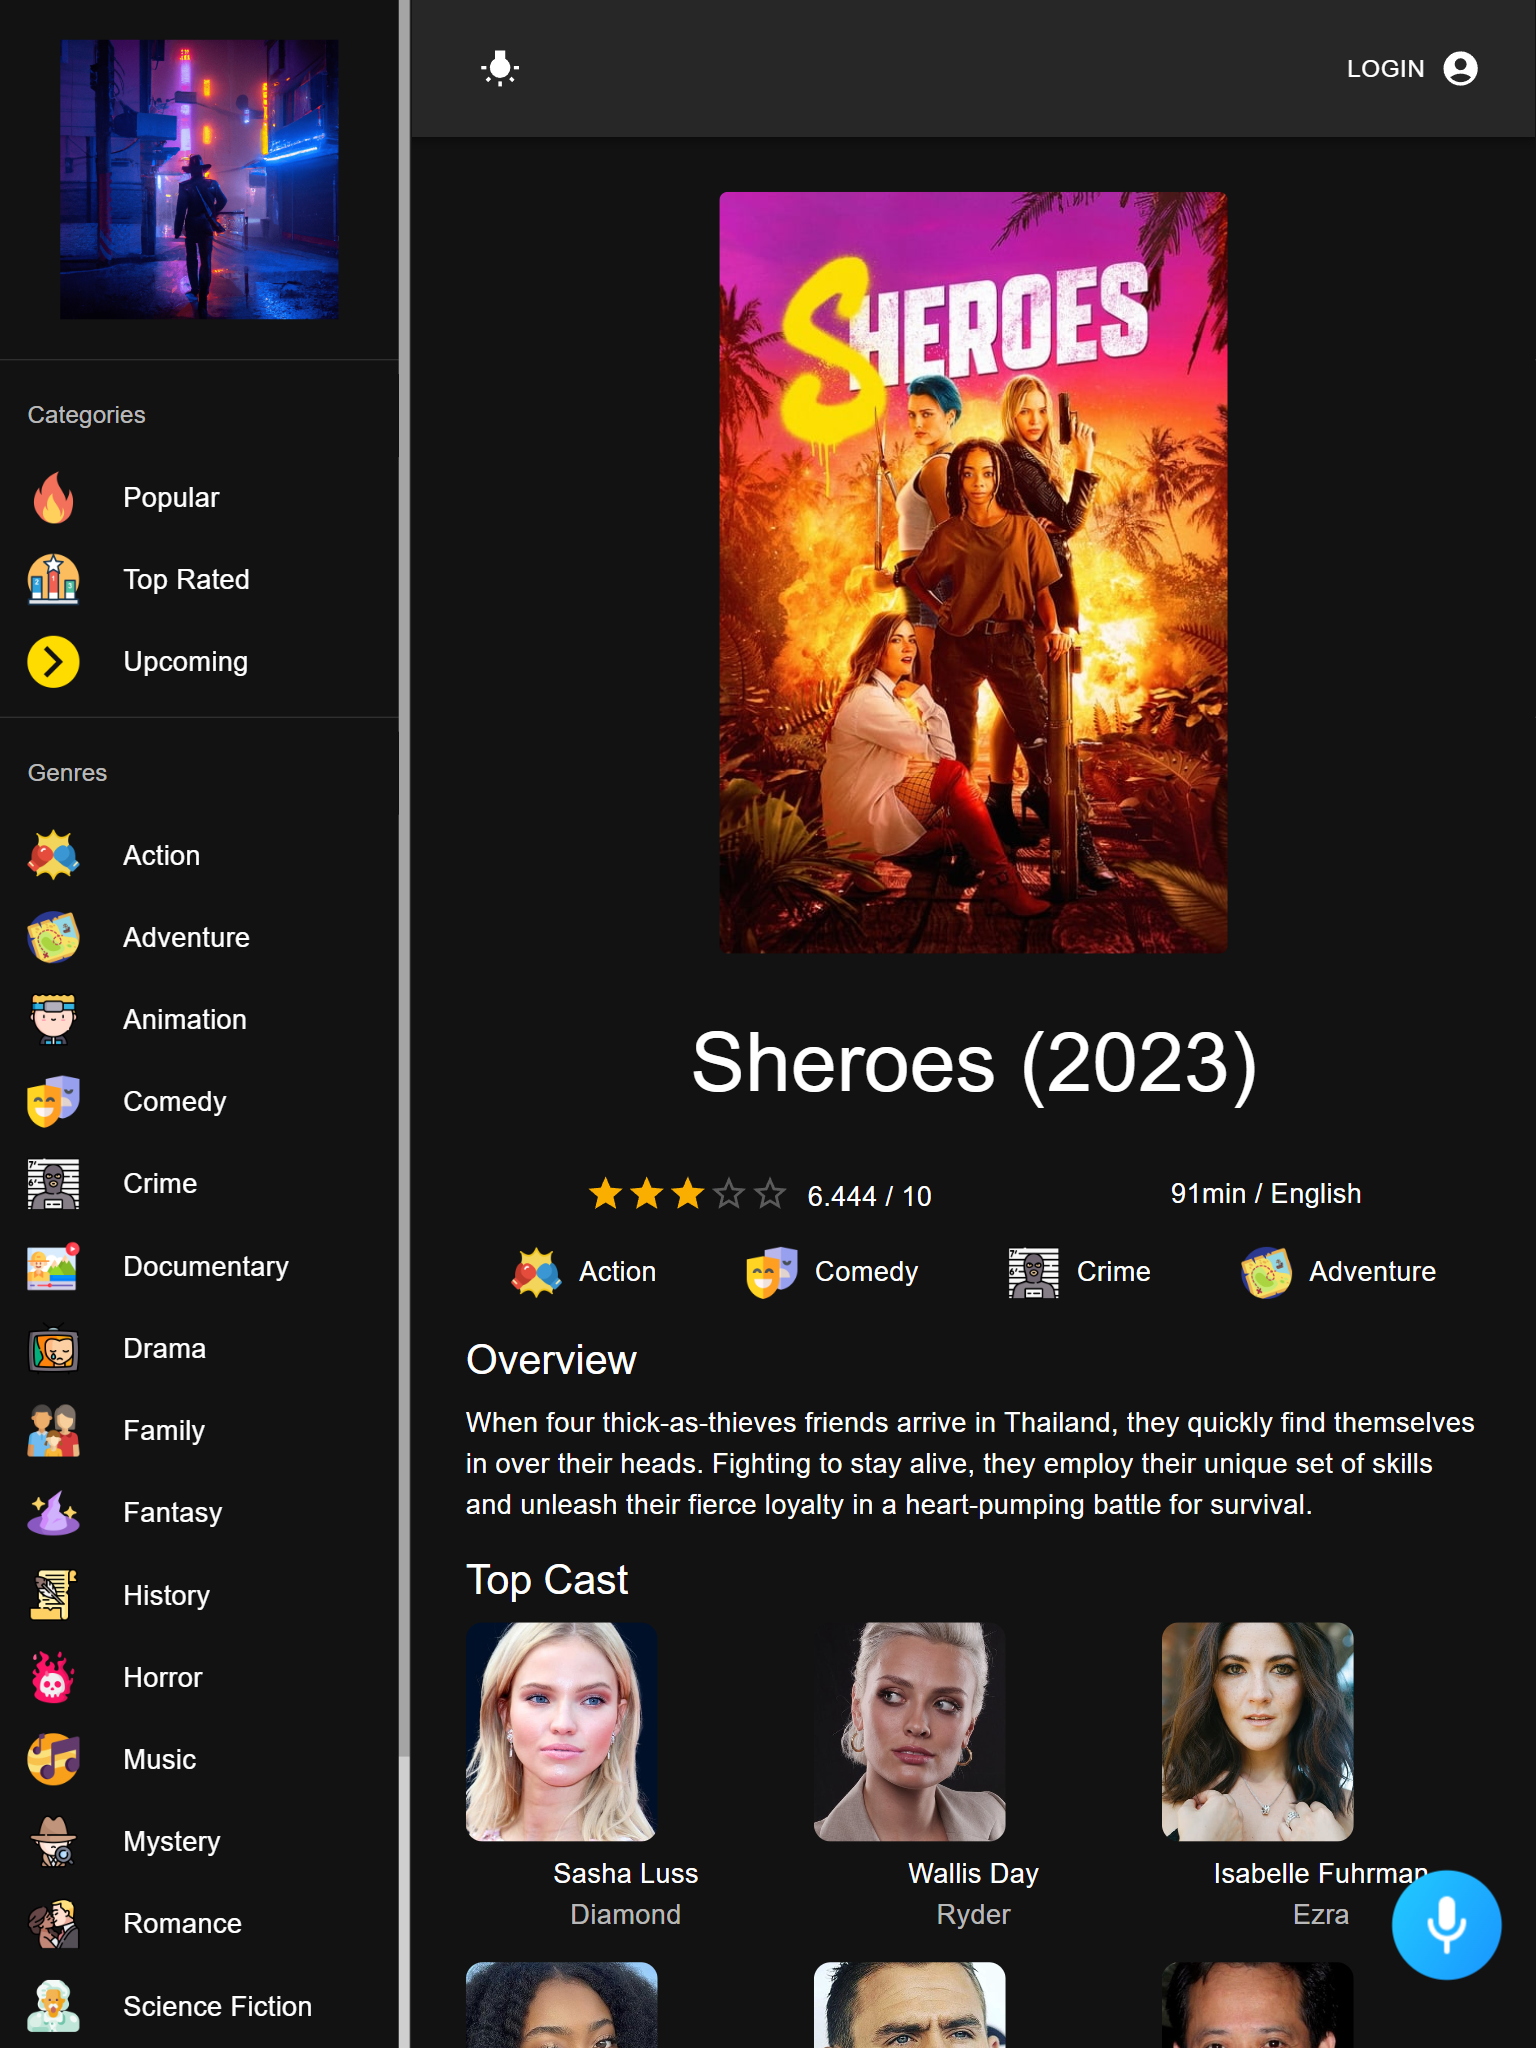 LOGIN
Categories
Popular
Top Rated
Upcoming
Genres
Action
Adventure
Animation
Comedy
Crime
Documentary
Drama
Family
Fantasy
History
Horror
Music
Mystery
Romance
Science Fiction
SHEROES
Sheroes (2023)
6.444 / 10
91min / English
Action
Comedy
Crime
Adventure
Overview
When four thick-as-thieves friends arrive in Thailand, they quickly find themselves
in over their heads. Fighting to stay alive, they employ their unique set of skills
and unleash their fierce loyalty in a heart-pumping battle for survival.
Top Cast
Sasha Luss
Diamond
Wallis Day
Ryder
Isabelle Fuhrman
Ezra